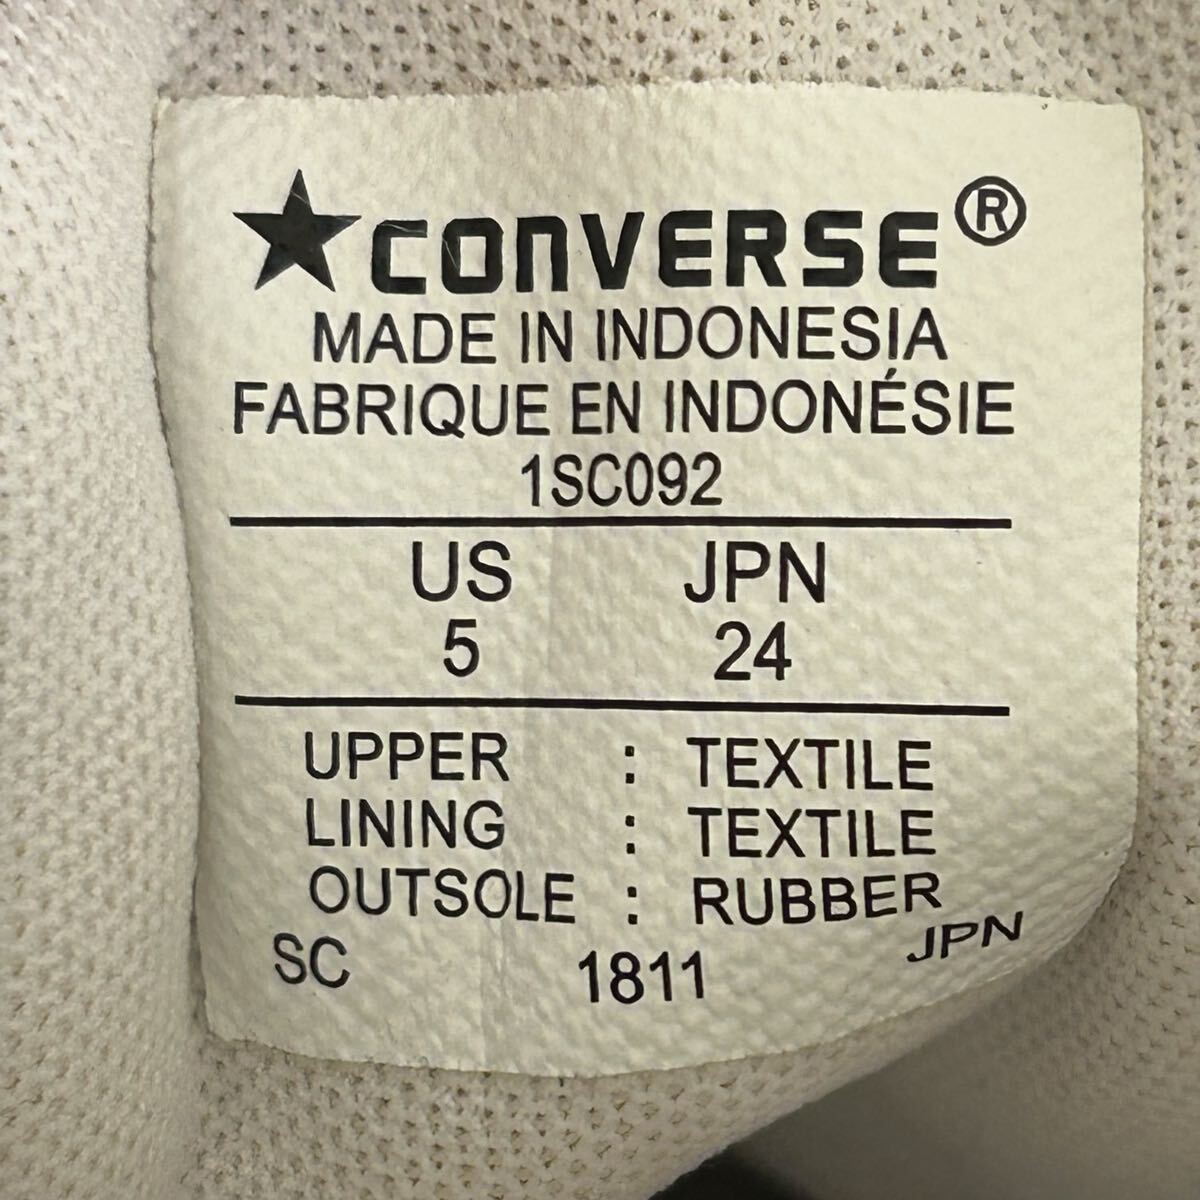 ★CONVERSE®
MADE IN INDONESIA
FABRIQUE EN INDONÉSIE
1SC092
US JPN
5 24
UPPER : TEXTILE
LINING : TEXTILE
OUTSOLE : RUBBER
SC 1811 JPN